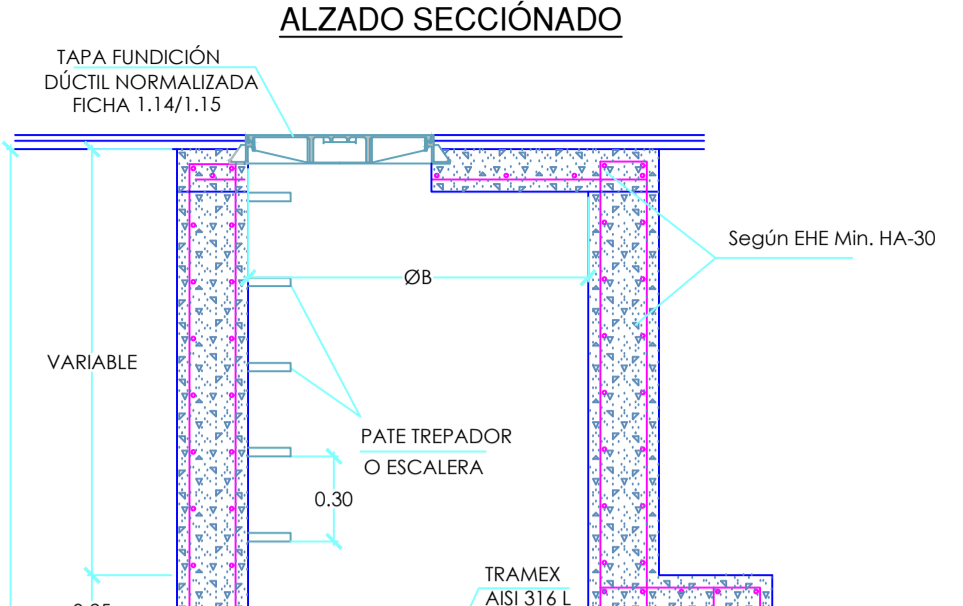 ALZADO SECCIÓNADO
TAPA FUNDICIÓN
DÚCTIL NORMALIZADA
FICHA 1.14/1.15
Según EHE Min. HA-30
ØB
VARIABLE
PATE TREPADOR
O ESCALERA
0.30
TRAMEX
AISI 316 L